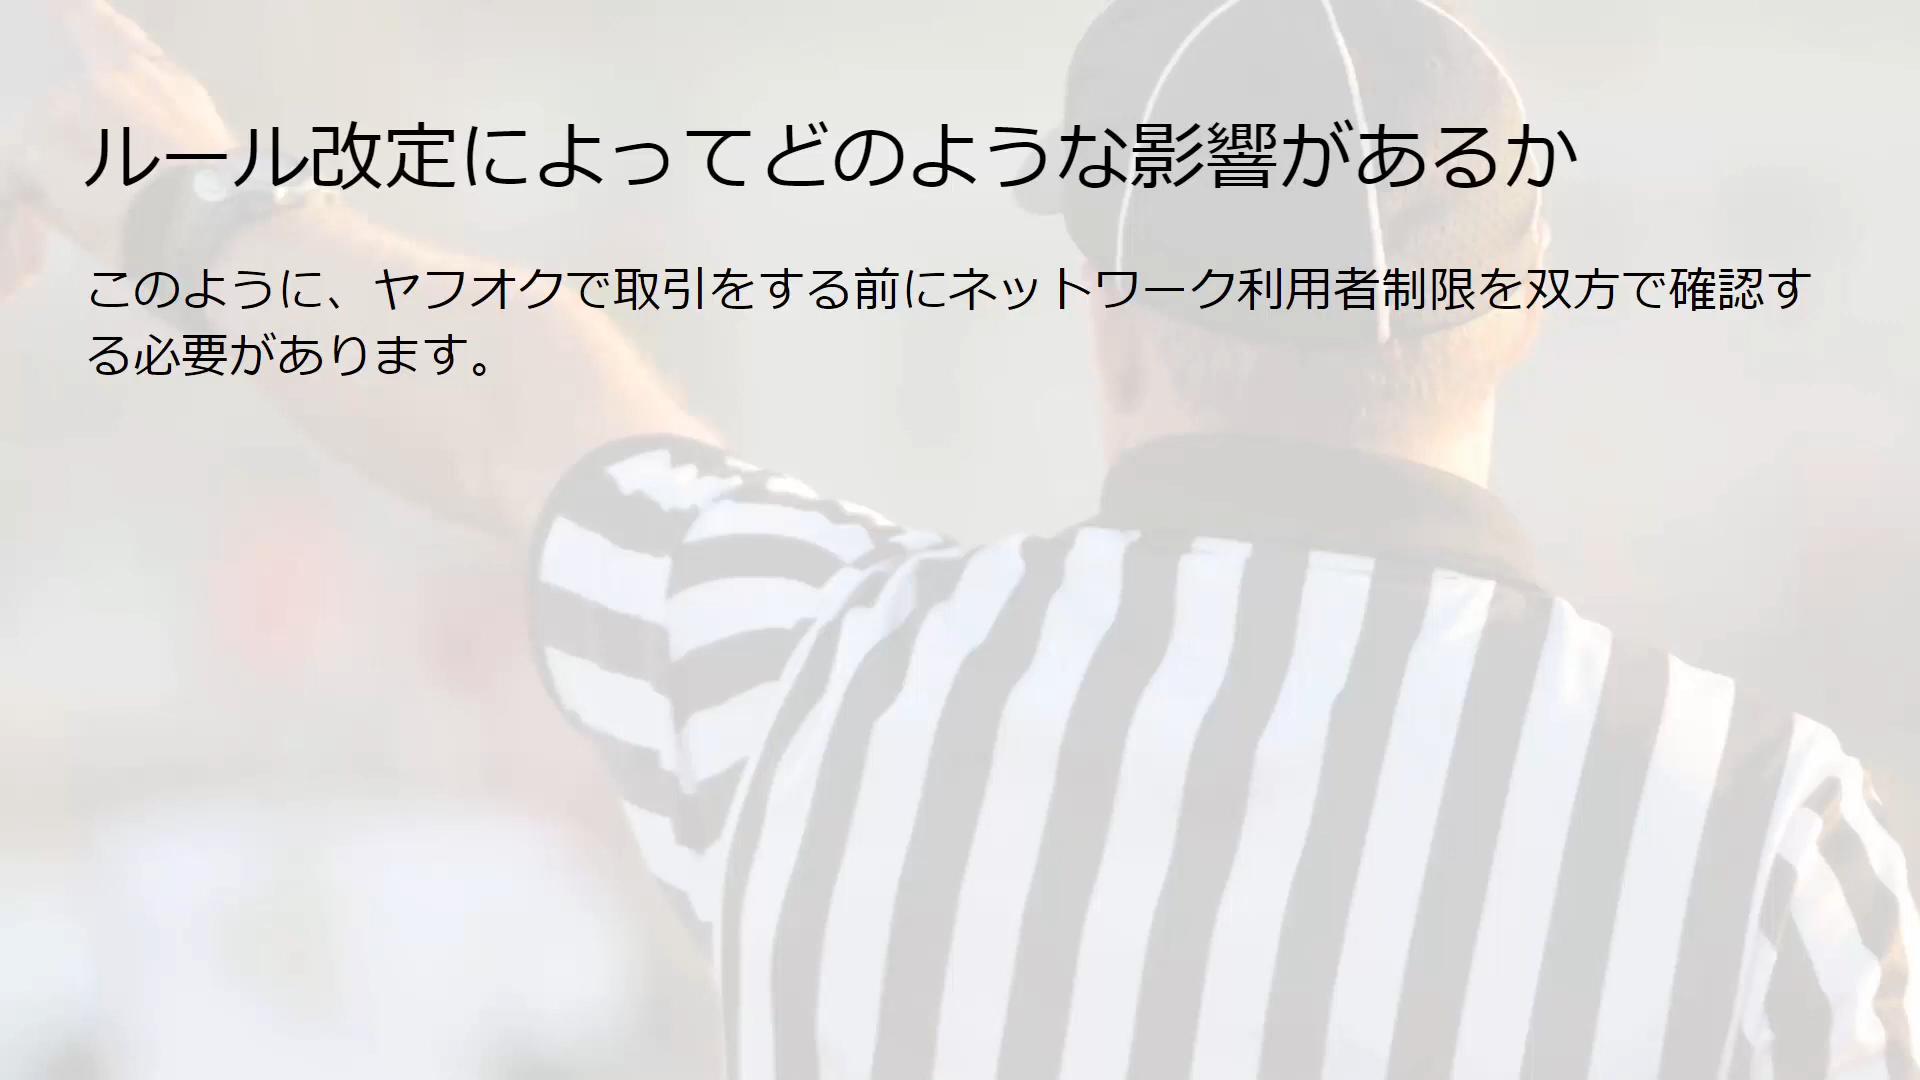 ルール改定によってどのような影響があるか
このように、ヤフオクで取引をする前にネットワーク利用者制限を双方で確認す
る必要があります。